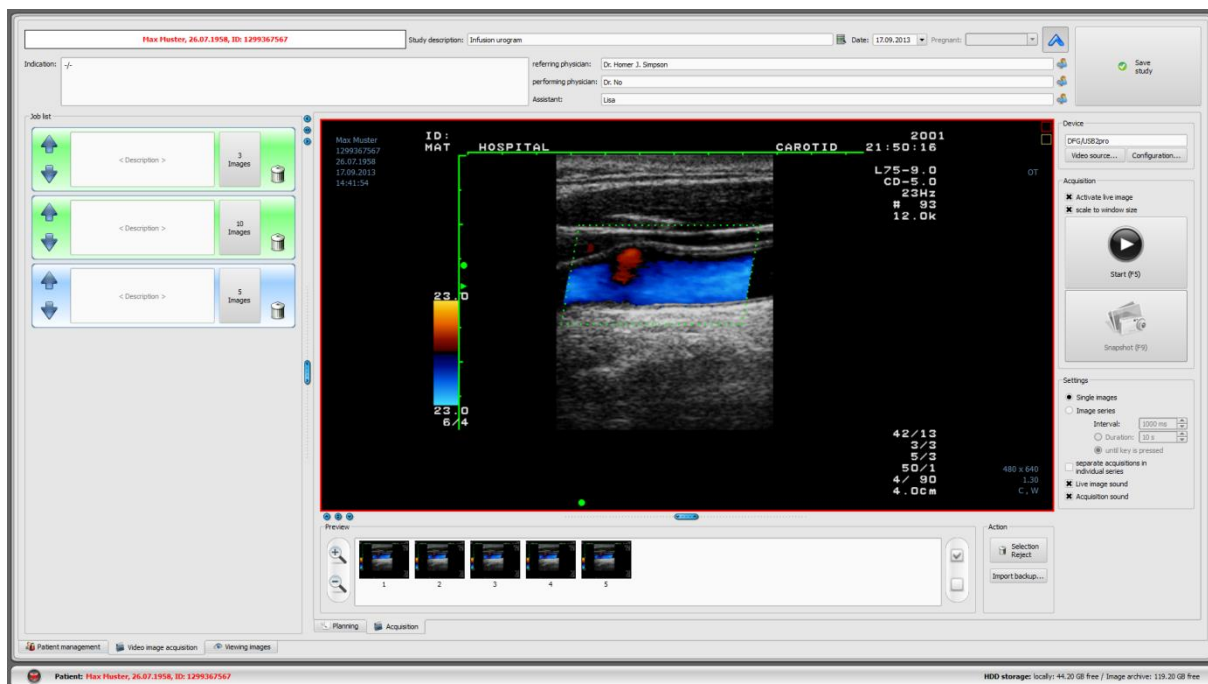 Max Muster, 26.07.1958, ID: 1299367567
Study description:
Infusion urogram
Date:
17.09.2013
Pregnant:
Save
study
Indication:
-/-
referring physician:
Dr. Homer J. Simpson
performing physician:
Dr. No
Assistant:
Lisa
Job list
< Description >
3
Images
< Description >
10
Images
< Description >
5
Images
Max Muster
1299367567
26.07.1958
17.09.2013
14:41:54
ID:
MAT
HOSPITAL
CAROTID
2001
21:50:16
L75-9.0
CD-5.0
23Hz
# 93
12.0k
OT
23.0
23.0
6/4
42/13
3/3
5/3
50/1
4/ 90
4.0cm
480 x 640
1.30
C , W
Device
DFG/USB2pro
Video source...
Configuration...
Acquisition
Activate live image
scale to window size
Start (F5)
Snapshot (F9)
Settings
Single images
Image series
Interval:
1000 ms
Duration:
10 s
until key is pressed
separate acquisitions in
individual series
Live image sound
Acquisition sound
Preview
1
2
3
4
5
Action
Selection
Reject
Import backup...
Planning
Acquisition
Patient management
Video image acquisition
Viewing images
Patient: Max Muster, 26.07.1958, ID: 1299367567
HDD storage: locally: 44.20 GB free / Image archive: 119.20 GB free